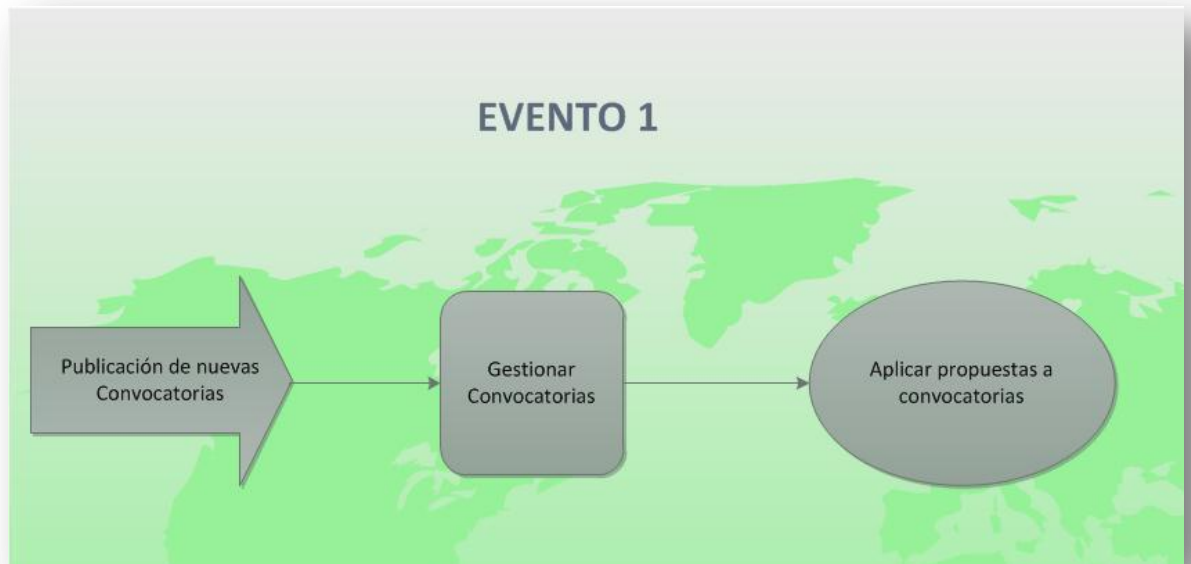 EVENTO 1
Publicación de nuevas
Convocatorias
Gestionar
Convocatorias
Aplicar propuestas a
convocatorias